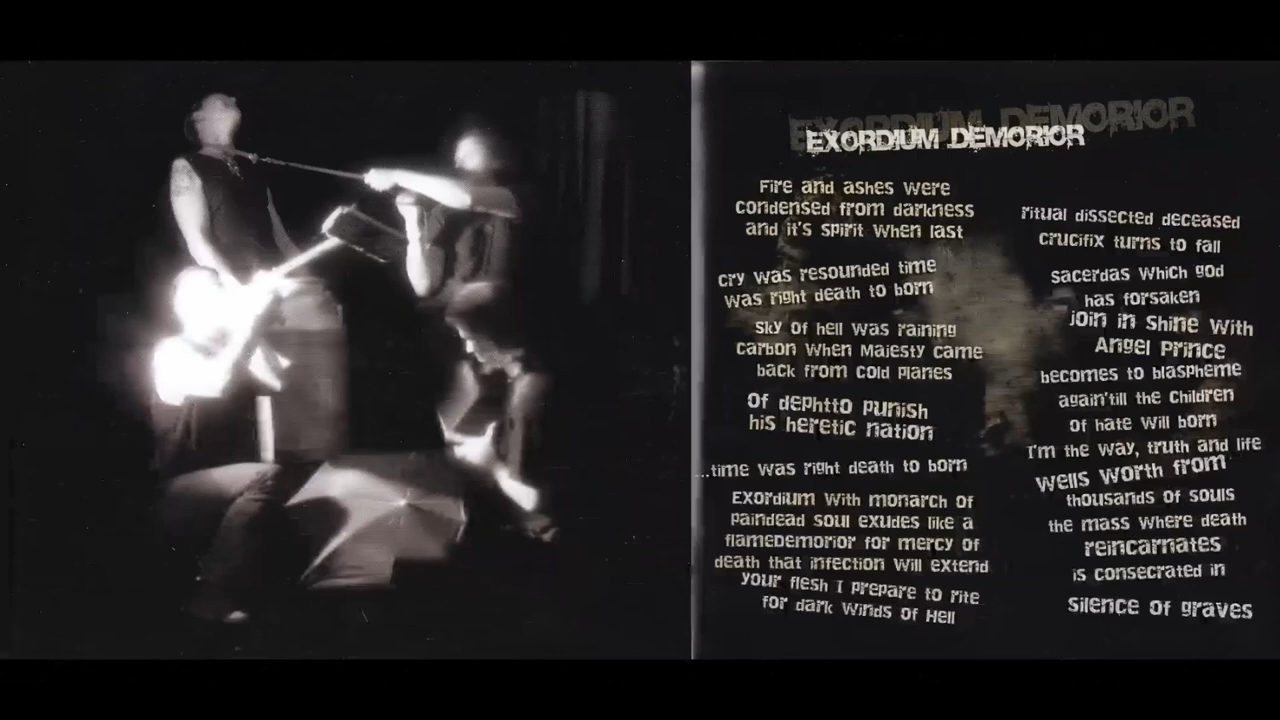 EXORDIUM DEMORIOR
EXORDIUM DEMORIOR
Fire and ashes were
condensed from darkness
and it's spirit when last
cry was resounded time
was right death to born
Sky of hell was raining
carbon when Majesty came
back from cold planes
Of dephtto punish
his heretic nation
...time was right death to born
Exordium with monarch of
paindead soul exudes like a
flameDemorior for mercy of
death that infection will extend
your flesh I prepare to rite
for dark winds of Hell
ritual dissected deceased
crucifix turns to fall
sacerdas which god
has forsaken
join in shine with
Angel Prince
becomes to blaspheme
again'till the Children
of hate will born
I'm the way, truth and life
wells worth from
thousands of souls
the mass where death
reincarnates
is consecrated in
silence of graves